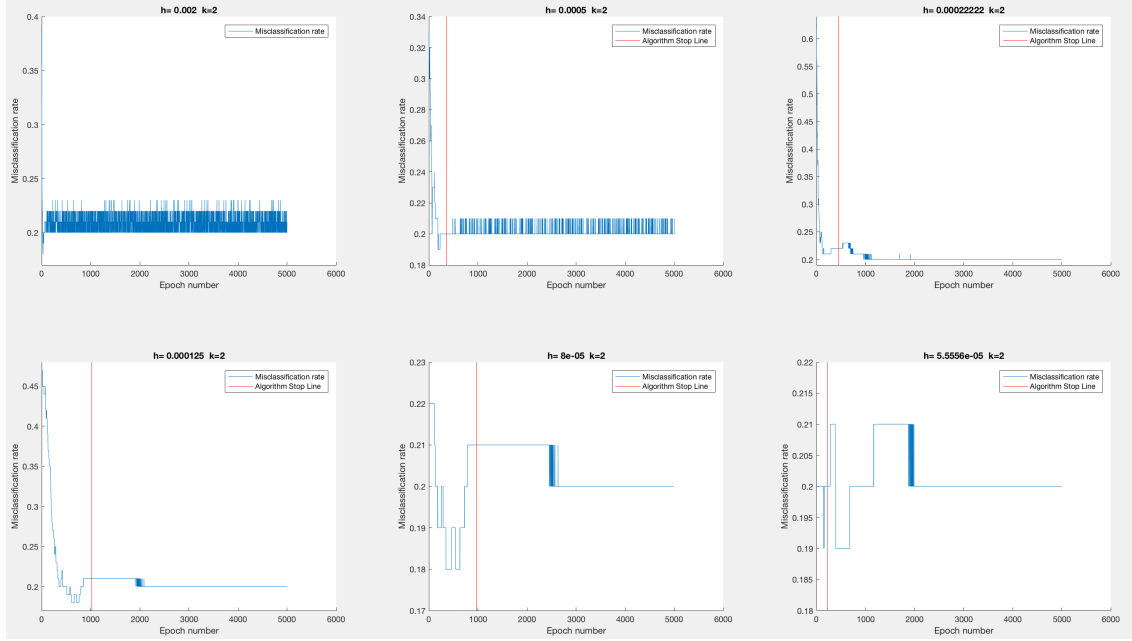 h= 0.002 k=2
Misclassification rate
0.4
0.35
0.3
0.25
0.2
0 1000 2000 3000 4000 5000 6000
Epoch number
Misclassification rate
h= 0.0005 k=2
Misclassification rate
Algorithm Stop Line
0.34
0.32
0.3
0.28
0.26
0.24
0.22
0.2
0.18
0 1000 2000 3000 4000 5000 6000
Epoch number
Misclassification rate
h= 0.00022222 k=2
Misclassification rate
Algorithm Stop Line
0.6
0.55
0.5
0.45
0.4
0.35
0.3
0.25
0.2
0 1000 2000 3000 4000 5000 6000
Epoch number
Misclassification rate
h= 0.000125 k=2
Misclassification rate
Algorithm Stop Line
0.45
0.4
0.35
0.3
0.25
0.2
0 1000 2000 3000 4000 5000 6000
Epoch number
Misclassification rate
h= 8e-05 k=2
Misclassification rate
Algorithm Stop Line
0.23
0.22
0.21
0.2
0.19
0.18
0.17
0 1000 2000 3000 4000 5000 6000
Epoch number
Misclassification rate
h= 5.5556e-05 k=2
Misclassification rate
Algorithm Stop Line
0.22
0.215
0.21
0.205
0.2
0.195
0.19
0.185
0.18
0 1000 2000 3000 4000 5000 6000
Epoch number
Misclassification rate